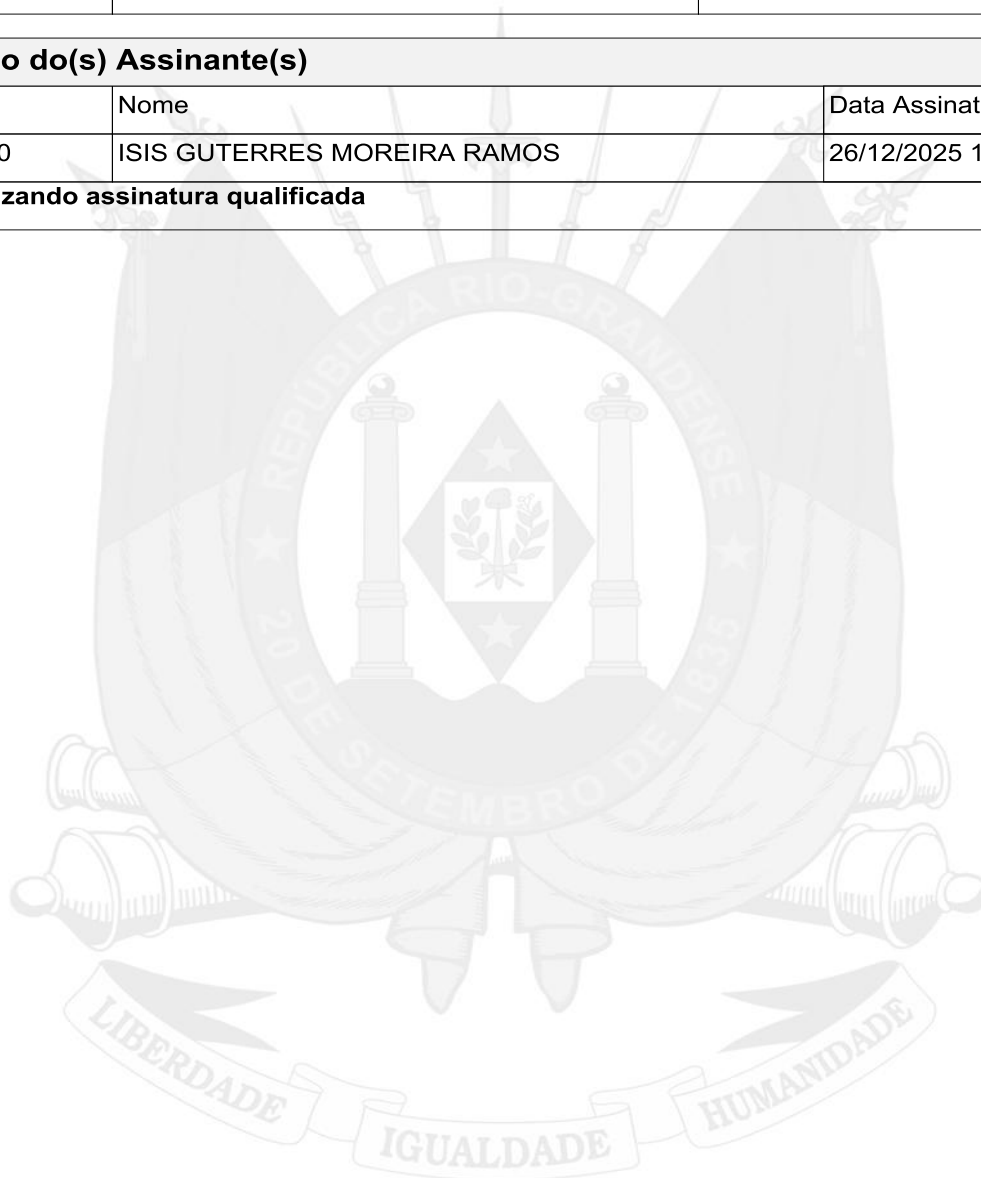 o do(s) Assinante(s)
Nome Data Assinat
0 ISIS GUTERRES MOREIRA RAMOS 26/12/2025 1
zando assinatura qualificada
REPÚBLICA RIO-GRANDENSE
20 DE SETEMBRO DE 1835
LIBERDADE IGUALDADE HUMANIDADE